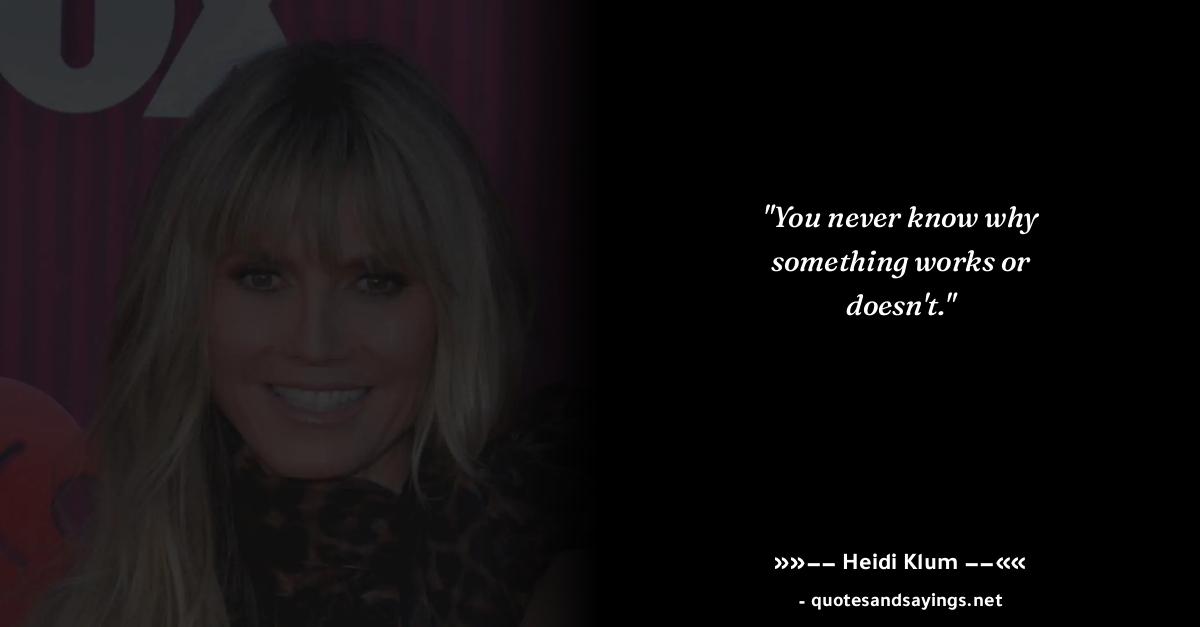 "You never know why
something works or
doesn't."
»»–– Heidi Klum ––««
- quotesandsayings.net